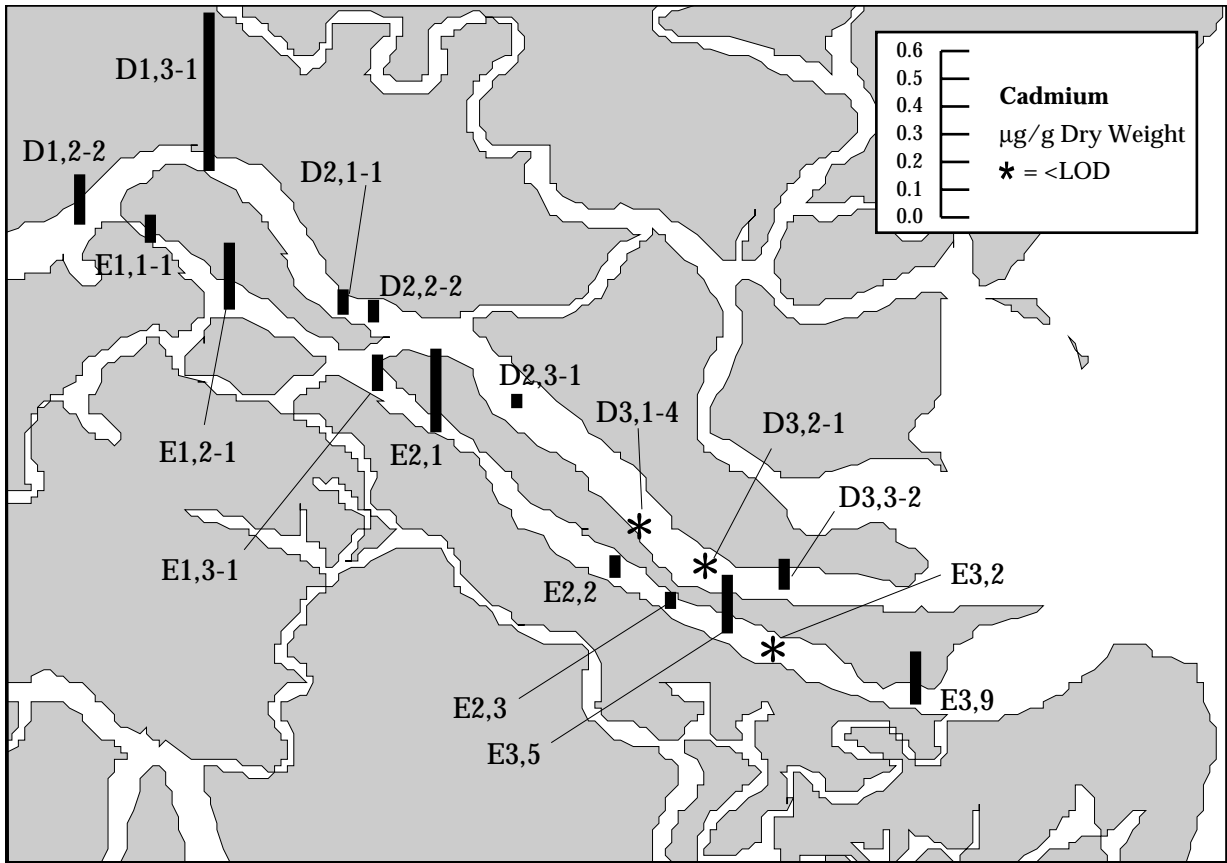 D1,3-1
D1,2-2
D2,1-1
E1,1-1
D2,2-2
D2,3-1
E1,2-1
E2,1
D3,1-4
D3,2-1
D3,3-2
E1,3-1
E2,2
E3,2
E2,3
E3,5
E3,9
0.6
0.5
0.4
0.3
0.2
0.1
0.0
Cadmium
µg/g Dry Weight
* = <LOD